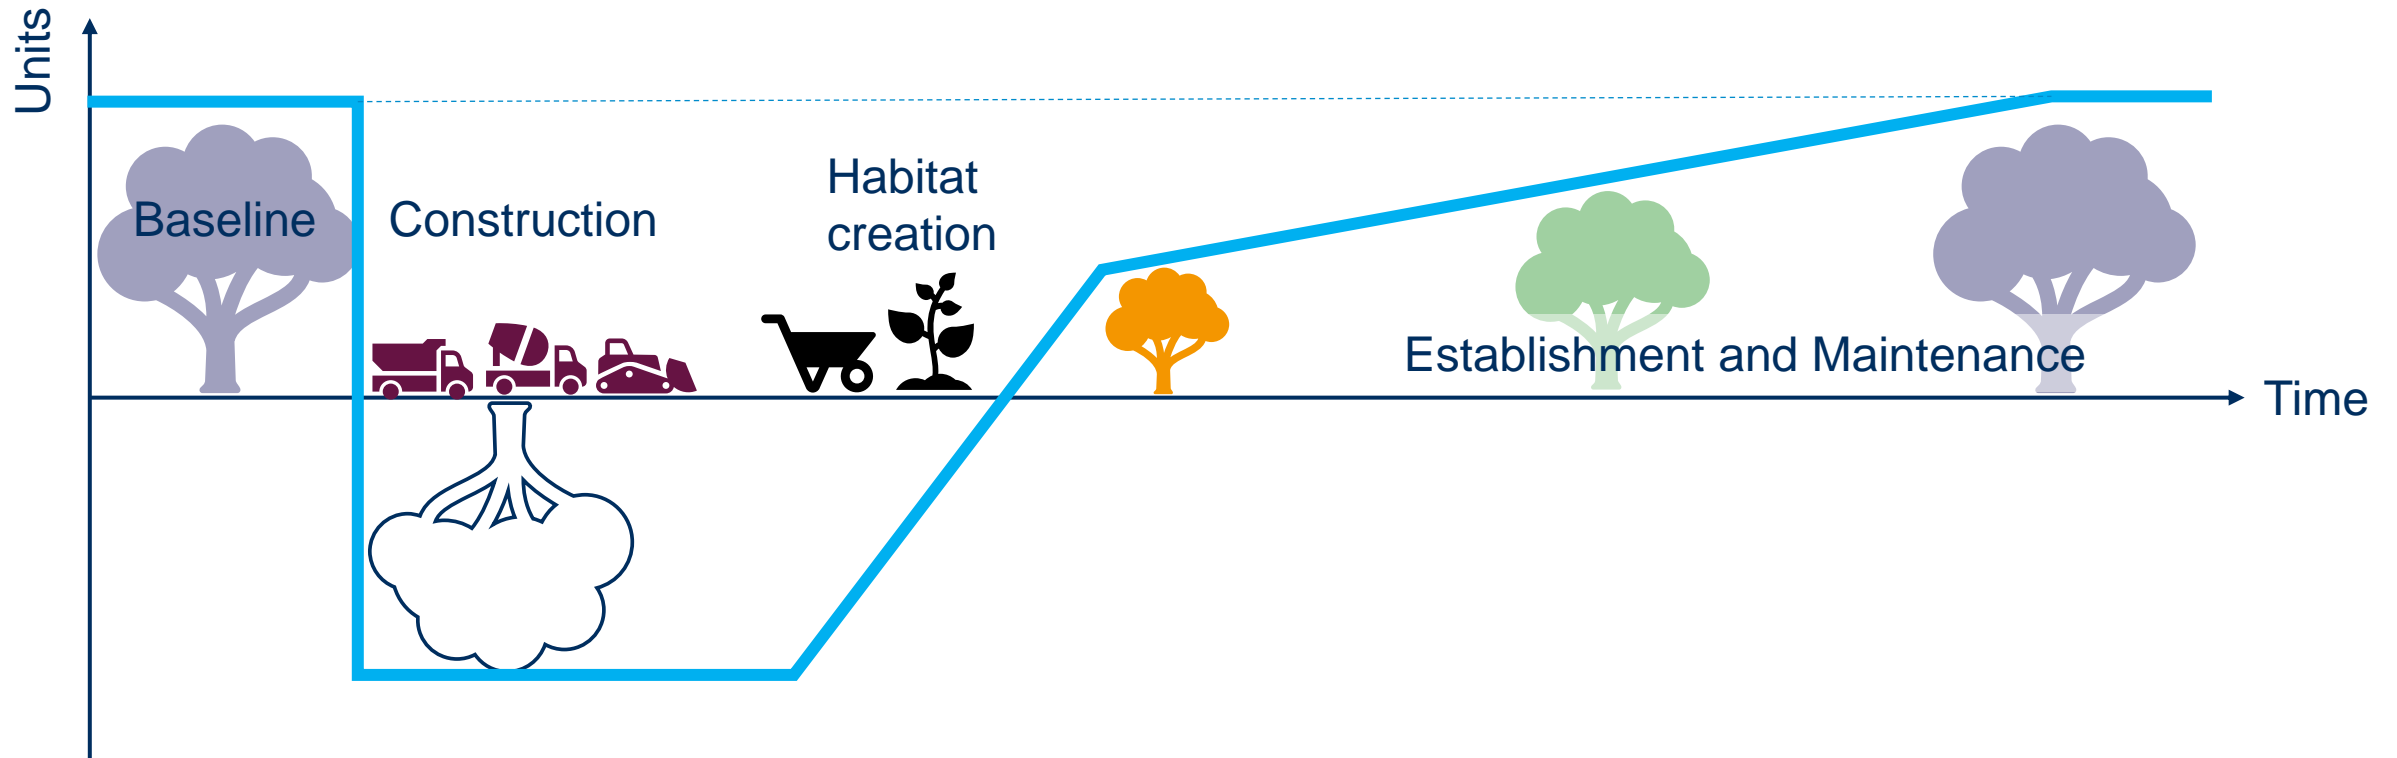 Units
Baseline
Construction
Habitat
creation
Establishment and Maintenance
Time